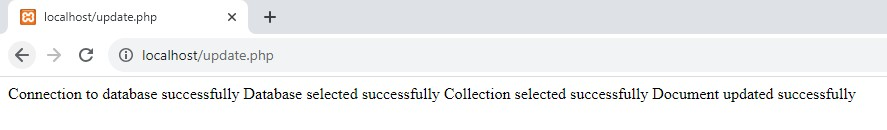 localhost/update.php
localhost/update.php
Connection to database successfully Database selected successfully Collection selected successfully Document updated successfully